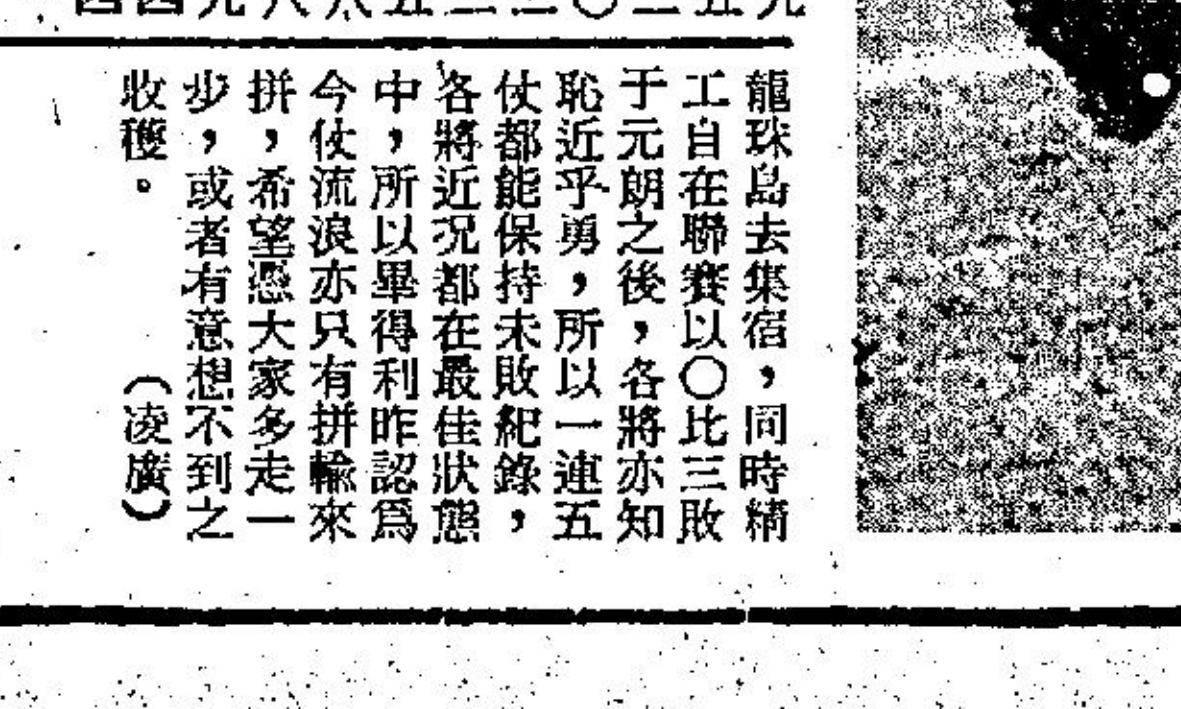 龍珠島去集宿，同時精
工自在聯賽以〇比三敗
于元朗之後，各將亦知
恥近乎勇，所以一連五
仗都能保持未敗紀錄，
各將近況都在最佳狀態
中，所以畢得利昨認爲
今仗流浪亦只有拼輸來
拼，希望憑大家多走一
步，或者有意想不到之
收穫。　　（凌廣）